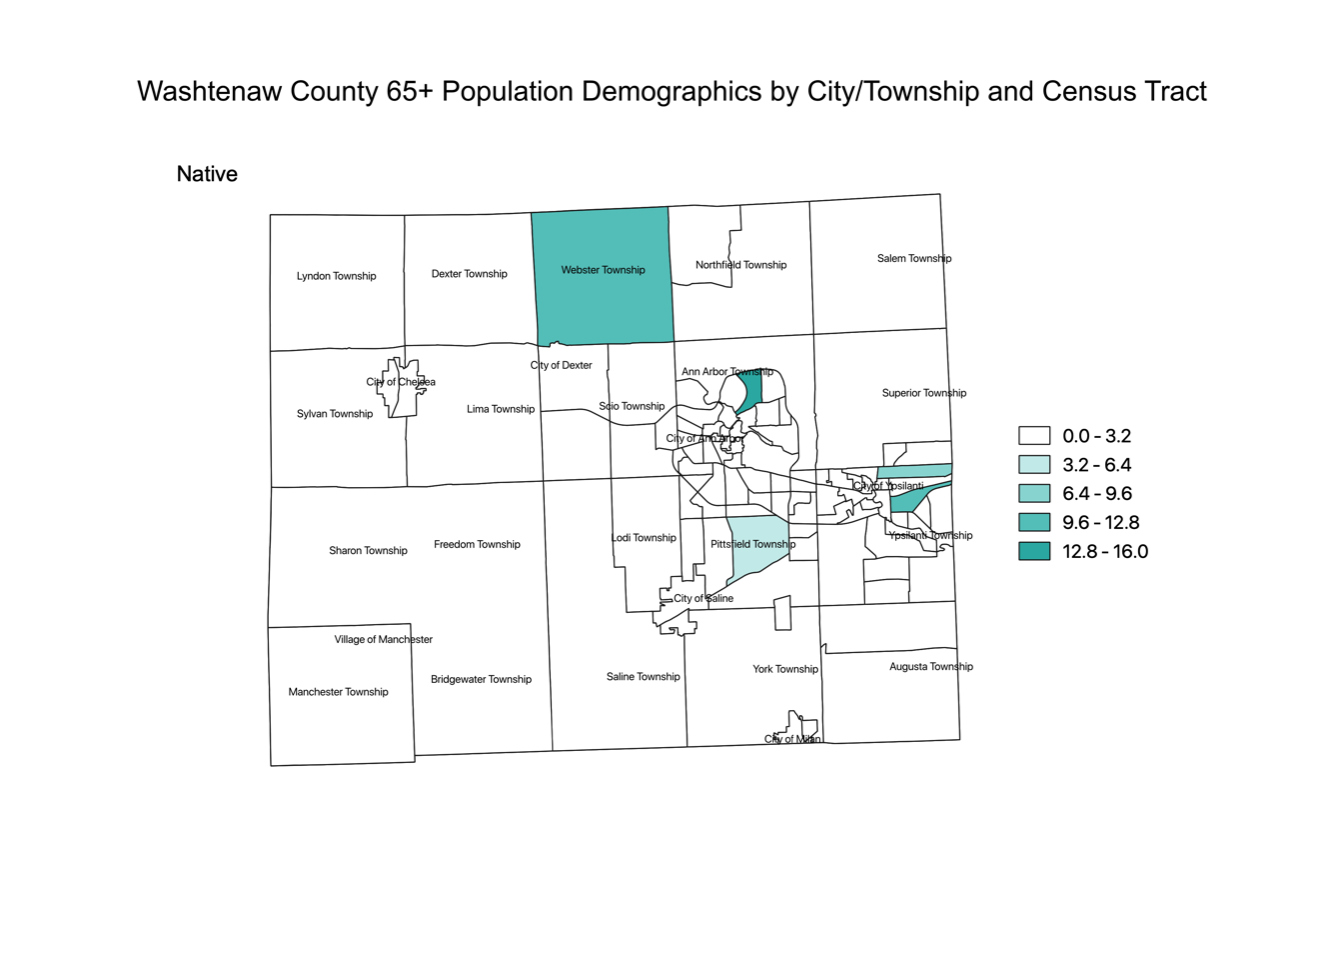 Washtenaw County 65+ Population Demographics by City/Township and Census Tract
Native
Salem Township
Northfield Township
Webster Township
Dexter Township
Lyndon Township
City of Dexter
Ann Arbor Township
City of Chelsea
Superior Township
Scio Township
Lima Township
Sylvan Township
City of Ann Arbor
City of Ypsilanti
Ypsilanti Township
Lodi Township
Pittsfield Township
Freedom Township
Sharon Township
City of Saline
Village of Manchester
Augusta Township
York Township
Saline Township
Bridgewater Township
Manchester Township
City of Milan
0.0 - 3.2
3.2 - 6.4
6.4 - 9.6
9.6 - 12.8
12.8 - 16.0